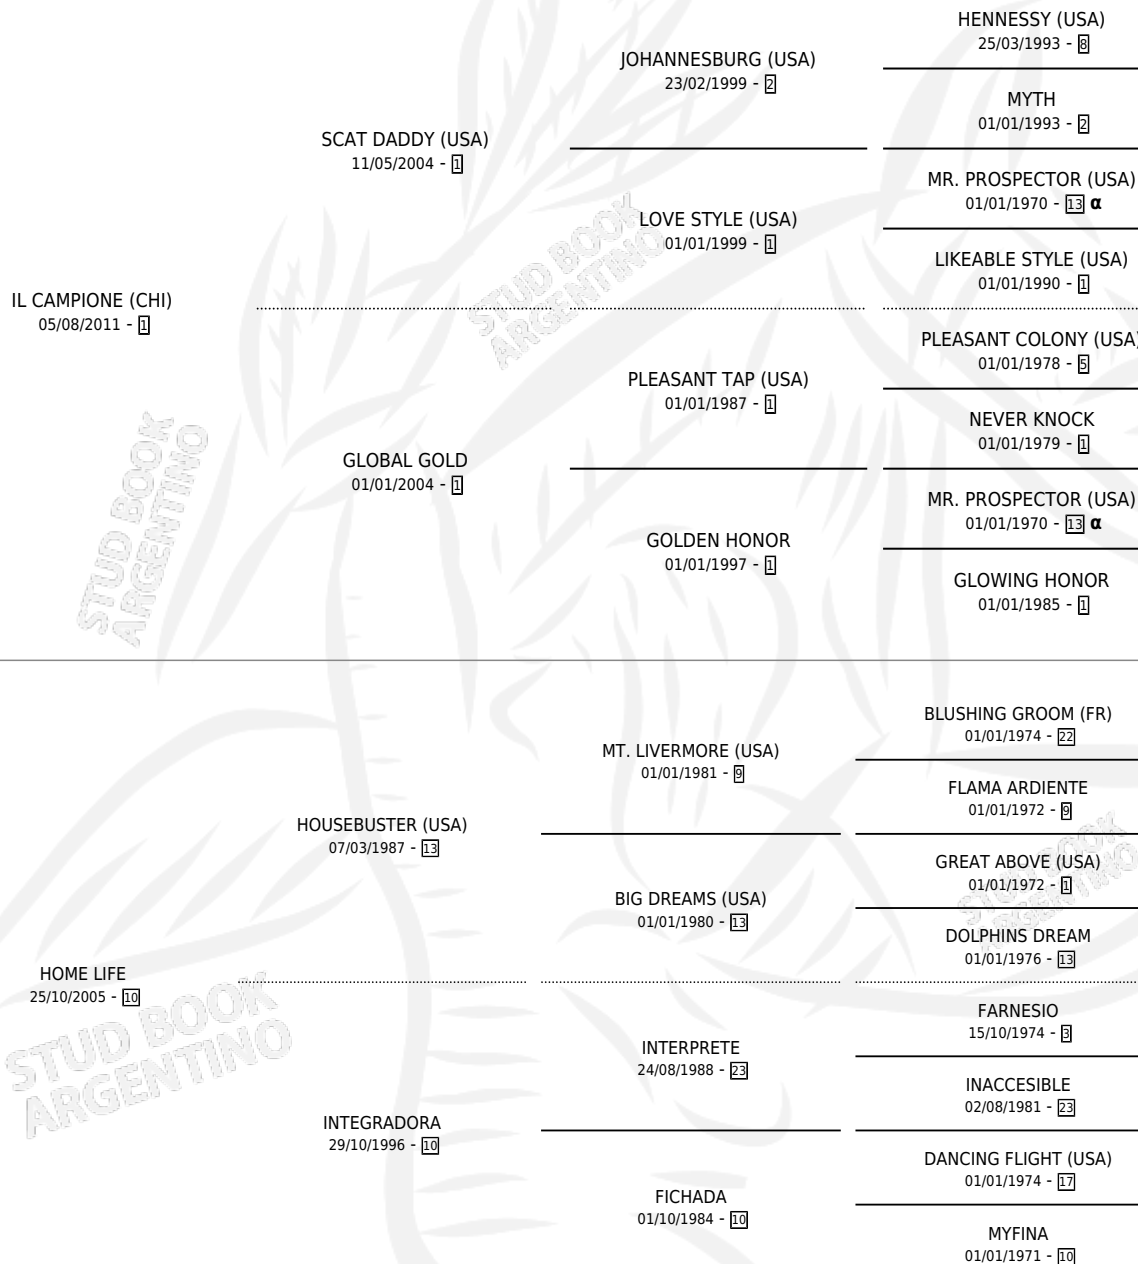 HENNESSY (USA)
25/03/1993 - 8
JOHANNESBURG (USA)
23/02/1999 - 2
MYTH
01/01/1993 - 2
SCAT DADDY (USA)
11/05/2004 - 1
MR. PROSPECTOR (USA)
01/01/1970 - 13 α
LOVE STYLE (USA)
01/01/1999 - 1
LIKEABLE STYLE (USA)
01/01/1990 - 1
IL CAMPIONE (CHI)
05/08/2011 - 1
PLEASANT COLONY (USA)
01/01/1978 - 5
PLEASANT TAP (USA)
01/01/1987 - 1
NEVER KNOCK
01/01/1979 - 1
GLOBAL GOLD
01/01/2004 - 1
MR. PROSPECTOR (USA)
01/01/1970 - 13 α
GOLDEN HONOR
01/01/1997 - 1
GLOWING HONOR
01/01/1985 - 1
BLUSHING GROOM (FR)
01/01/1974 - 22
MT. LIVERMORE (USA)
01/01/1981 - 9
FLAMA ARDIENTE
01/01/1972 - 9
HOUSEBUSTER (USA)
07/03/1987 - 13
GREAT ABOVE (USA)
01/01/1972 - 1
BIG DREAMS (USA)
01/01/1980 - 13
DOLPHINS DREAM
01/01/1976 - 13
HOME LIFE
25/10/2005 - 10
FARNESIO
15/10/1974 - 3
INTERPRETE
24/08/1988 - 23
INACCESIBLE
02/08/1981 - 23
INTEGRADORA
29/10/1996 - 10
DANCING FLIGHT (USA)
01/01/1974 - 17
FICHADA
01/10/1984 - 10
MYFINA
01/01/1971 - 10
STUD BOOK
ARGENTINO
STUD BOOK
ARGENTINO
STUD BOOK
ARGENTINO
STUD BOOK
ARGENTINO